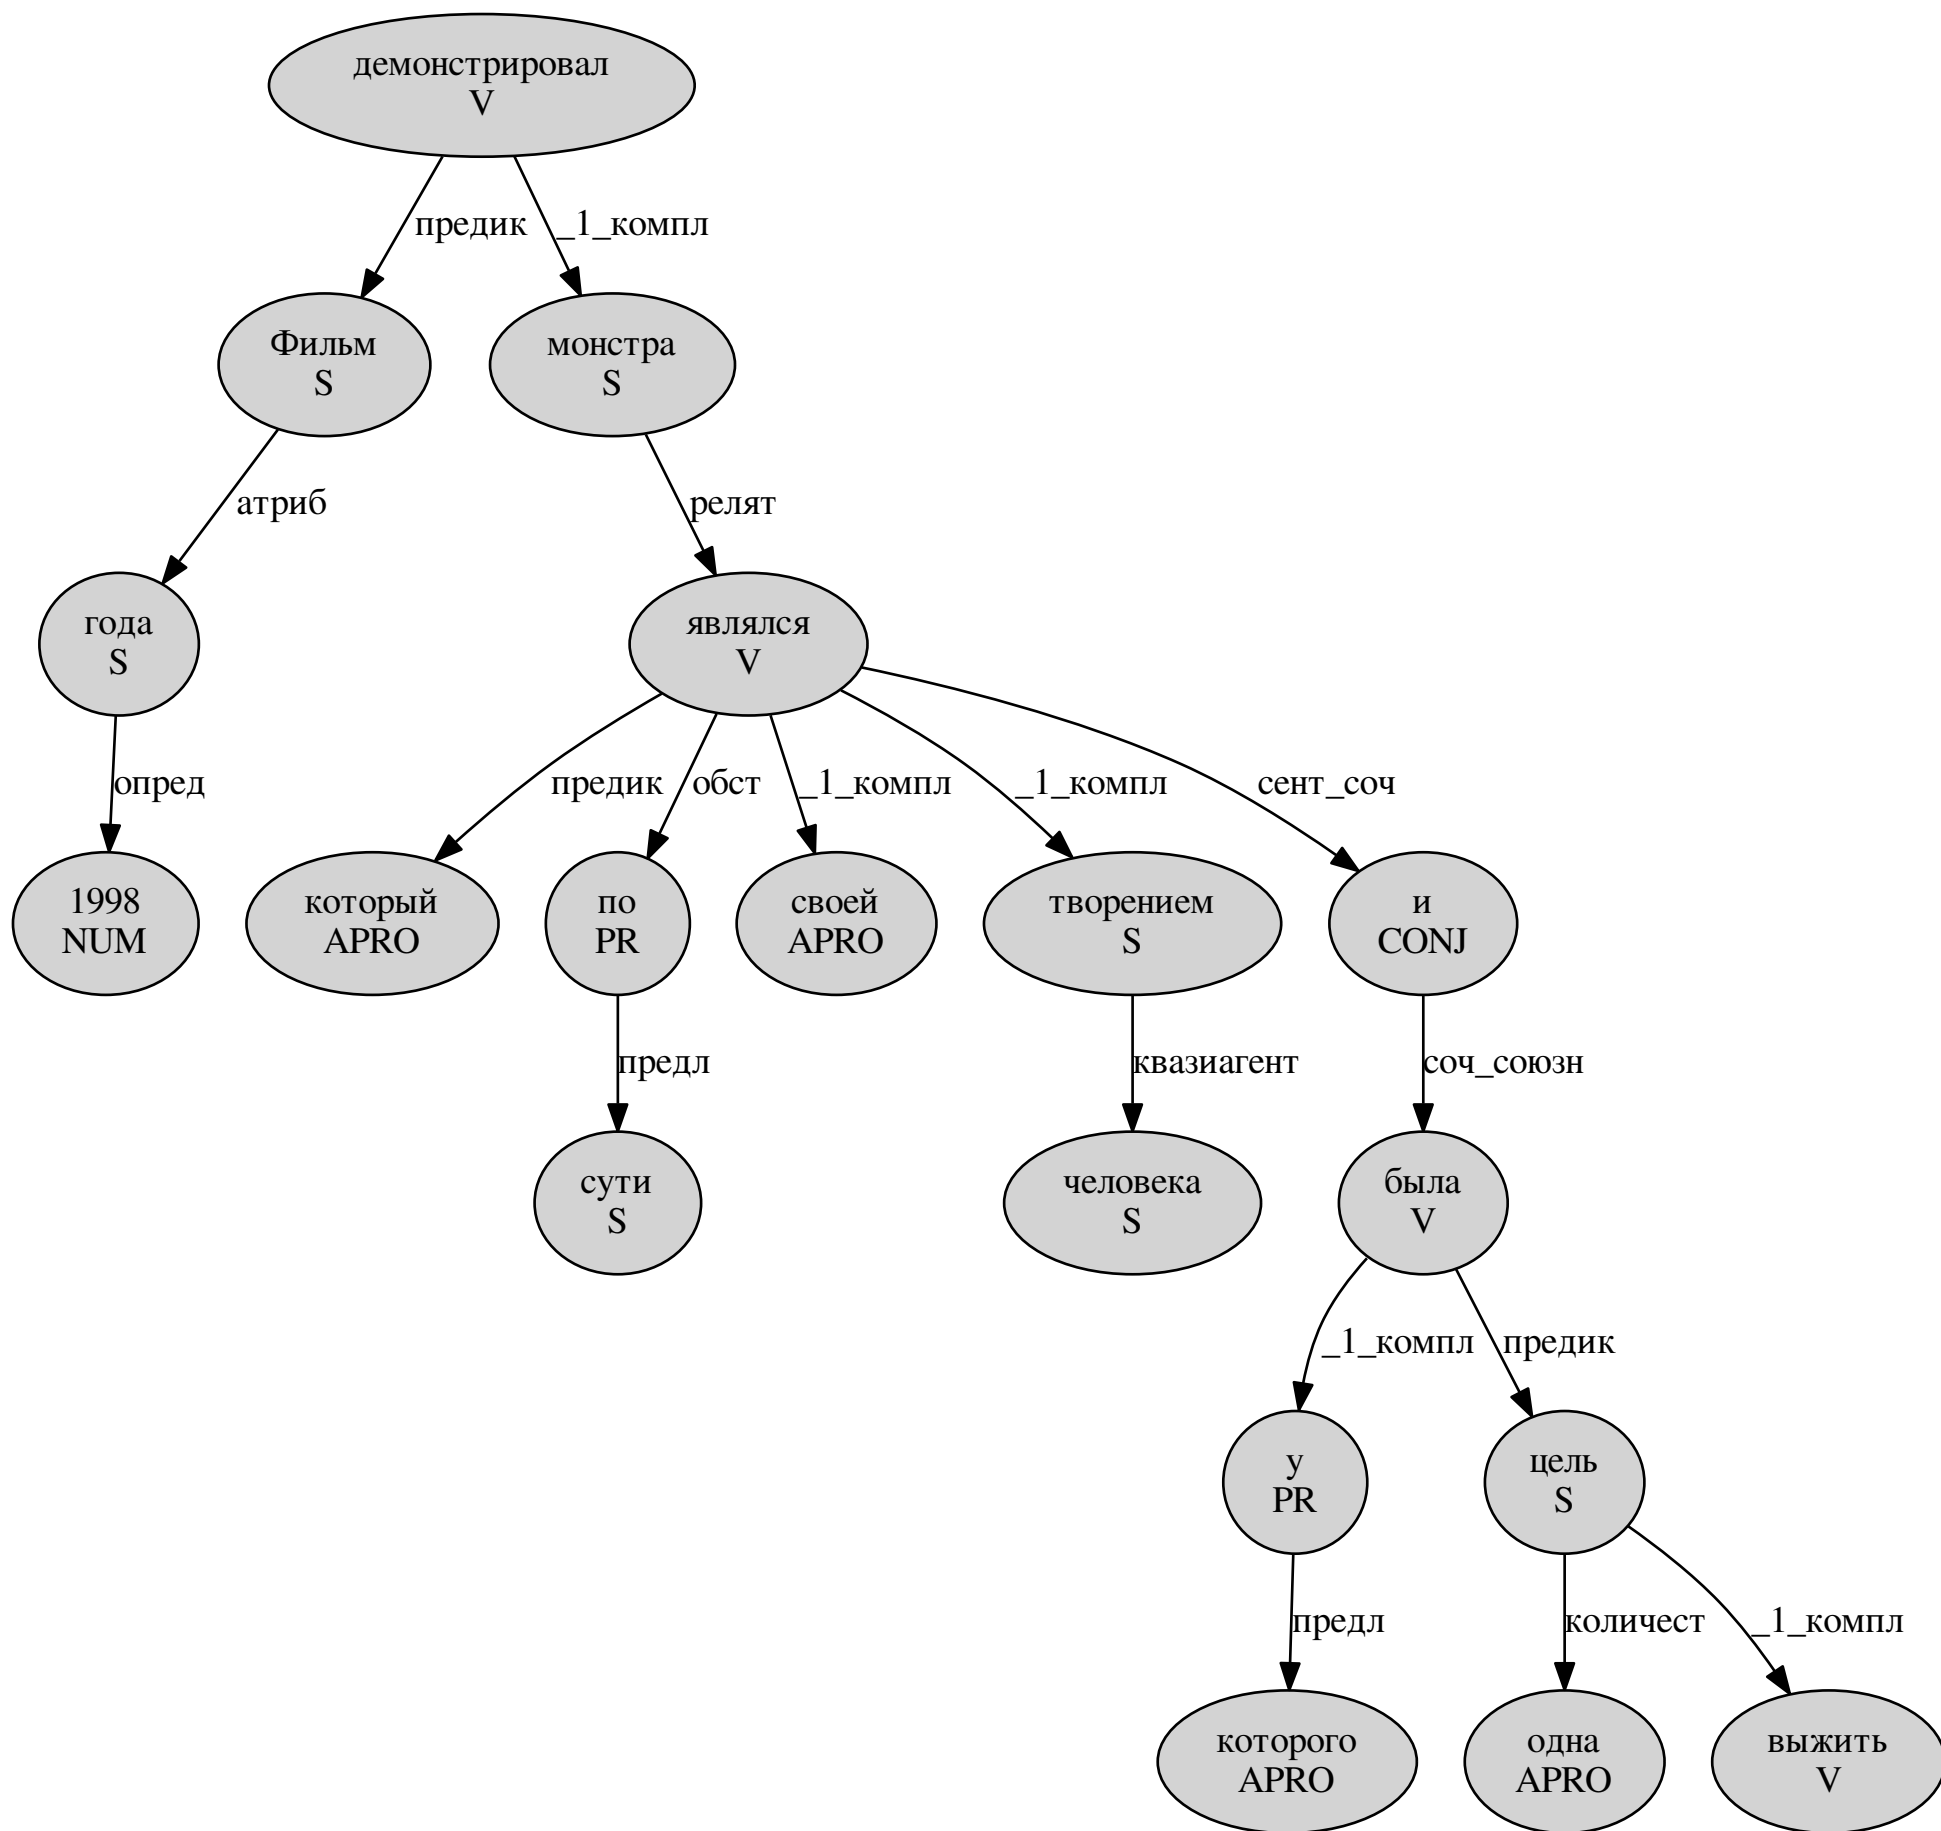 демонстрировал
V
предик
_1_компл
Фильм
S
монстра
S
атриб
релят
года
S
являлся
V
опред
предик
обст
_1_компл
_1_компл
сент_соч
1998
NUM
который
APRO
по
PR
своей
APRO
творением
S
и
CONJ
предл
квазиагент
соч_союзн
сути
S
человека
S
была
V
_1_компл
предик
у
PR
цель
S
предл
количест
_1_компл
которого
APRO
одна
APRO
выжить
V